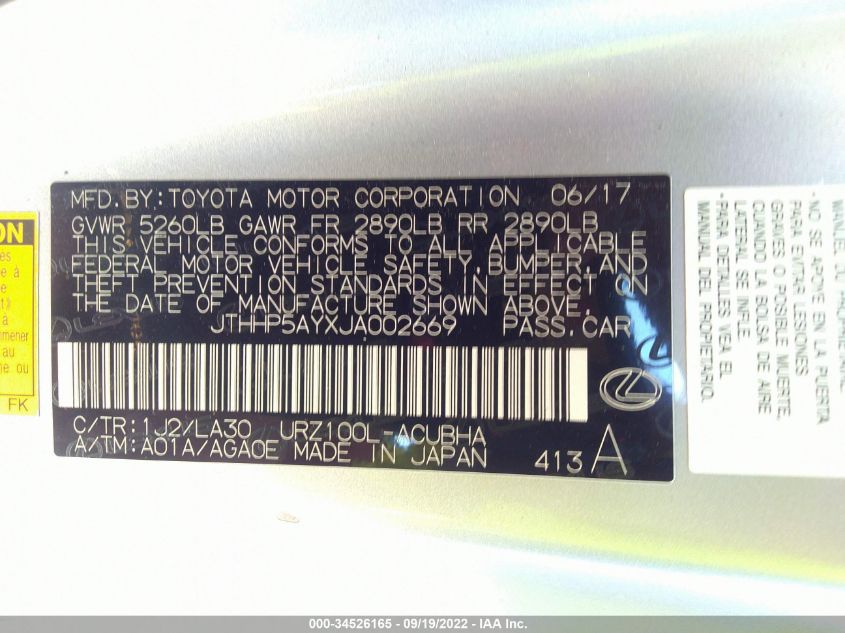 MFD. BY:TOYOTA MOTOR CORPORATION 06/17
GVWR 5260LB GAWR FR 2890LB RR 2890LB
THIS VEHICLE CONFORMS TO ALL APPLICABLE
FEDERAL MOTOR VEHICLE SAFETY,BUMPER,AND
THEFT PREVENTION STANDARDS IN EFFECT ON
THE DATE OF MANUFACTURE SHOWN ABOVE.
JTHHP5AYXJA002669 PASS.CAR
C/TR:1J2/LA30 URZ100L-ACUBHA
A/TM:A01A/AGA0E MADE IN JAPAN 413 A
ON
à
à
au
FK
NO SE APOYE EN LA PUERTA
PARA EVITAR LESIONES
GRAVES O POSIBLE MUERTE,
CUANDO LA BOLSA DE AIRE
LATERAL SE INFLE.
•PARA DETALLES VEA EL
MANUAL DEL PROPIETARIO.
000-34526165 - 09/19/2022 - IAA Inc.